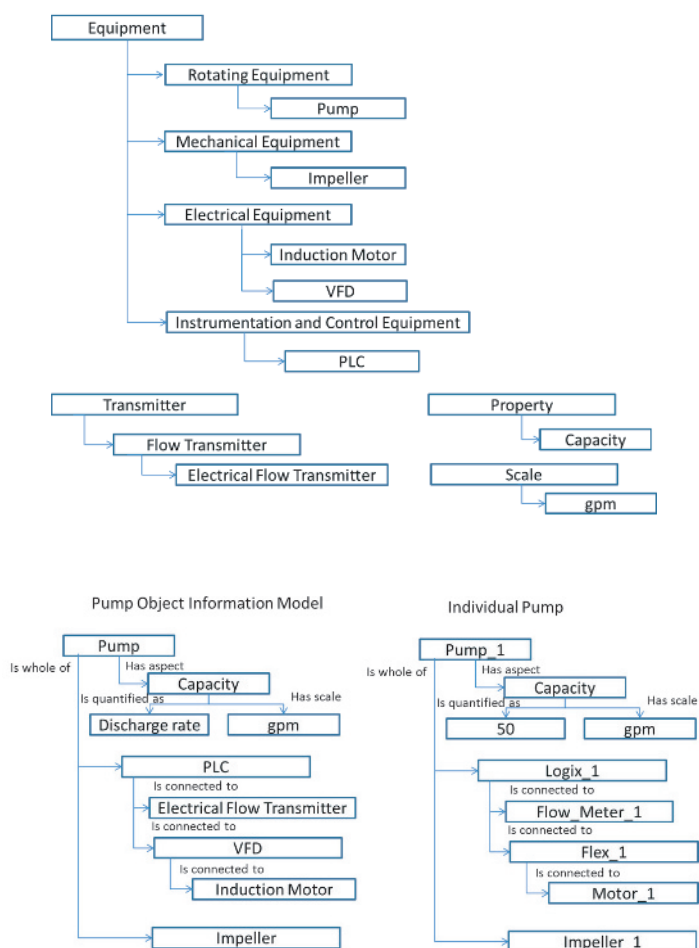 Equipment
Rotating Equipment
Pump
Mechanical Equipment
Impeller
Electrical Equipment
Induction Motor
VFD
Instrumentation and Control Equipment
PLC
Transmitter
Flow Transmitter
Electrical Flow Transmitter
Property
Capacity
Scale
gpm
Pump Object Information Model
Pump
Is whole of
Has aspect
Capacity
Is quantified as
Has scale
Discharge rate
gpm
PLC
Is connected to
Electrical Flow Transmitter
Is connected to
VFD
Is connected to
Induction Motor
Impeller
Individual Pump
Pump_1
Is whole of
Has aspect
Capacity
Is quantified as
Has scale
50
gpm
Logix_1
Is connected to
Flow_Meter_1
Is connected to
Flex_1
Is connected to
Motor_1
Impeller_1